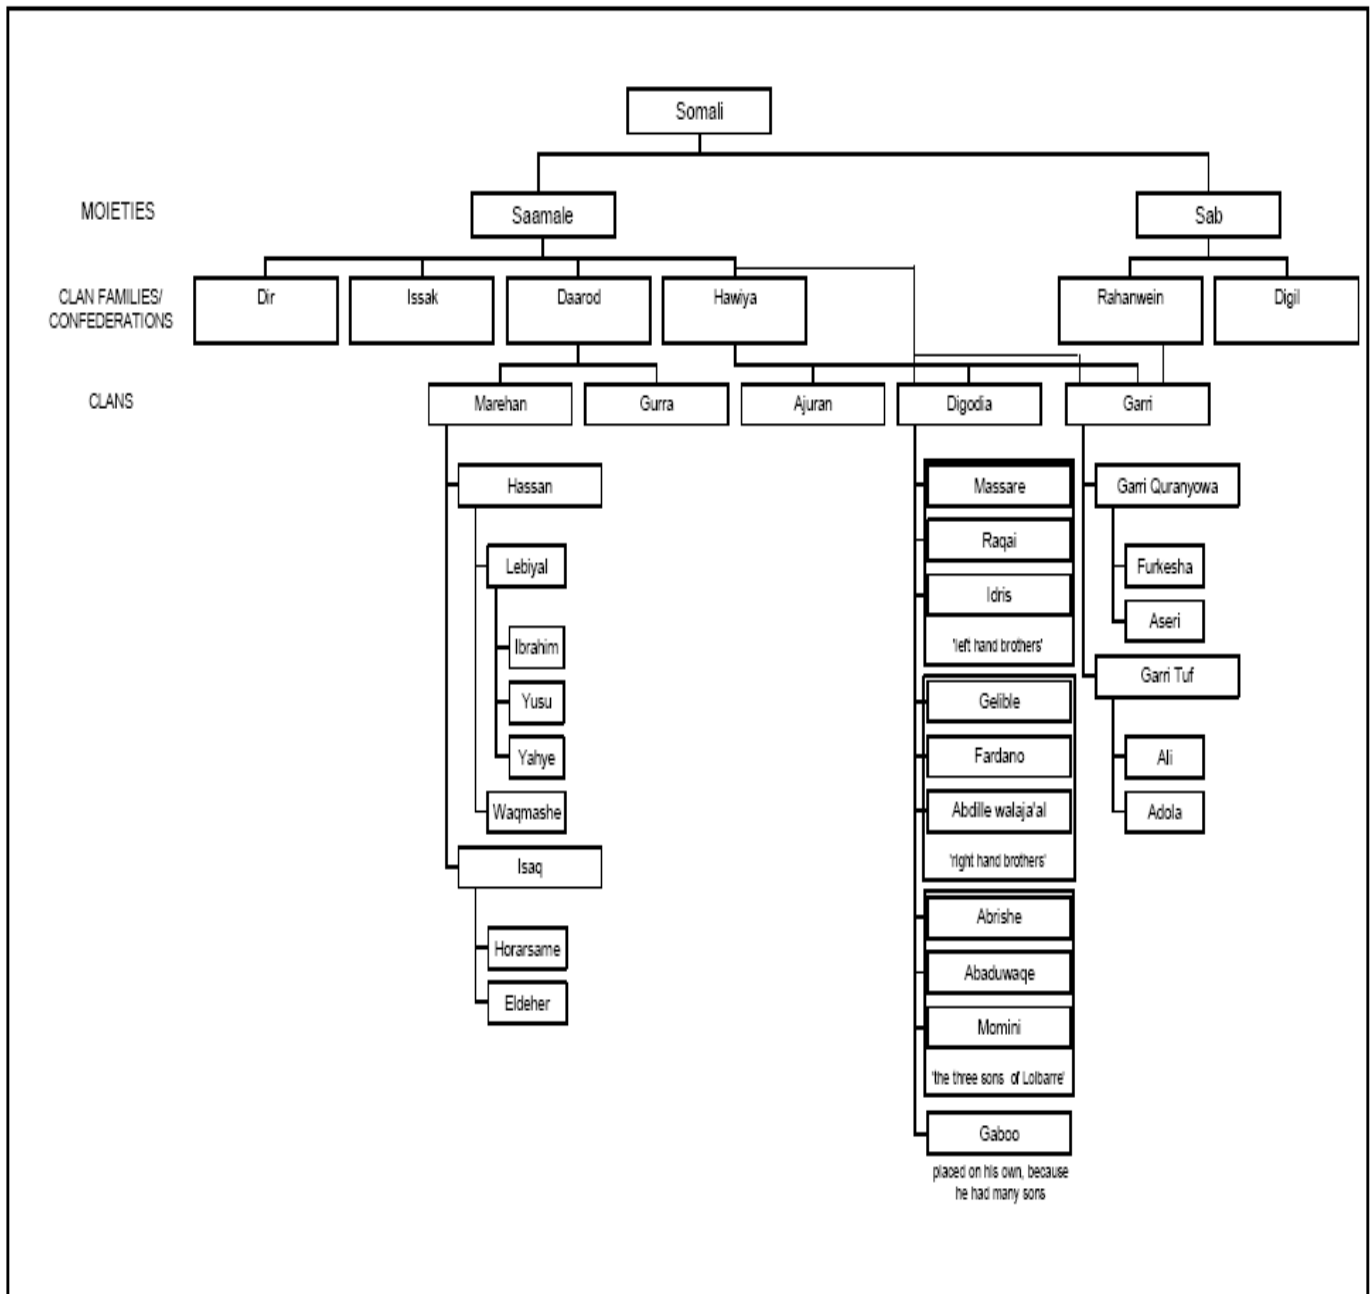 Somali
MOIETIES
Saamale
Sab
CLAN FAMILIES/
CONFEDERATIONS
Dir
Issak
Daarod
Hawiya
Rahanwein
Digil
CLANS
Marehan
Gurra
Ajuran
Digodia
Garri
Hassan
Lebiyal
Ibrahim
Yusu
Yahye
Waqmashe
Isaq
Horarsame
Eldeher
Massare
Raqai
Idris
'left hand brothers'
Gelible
Fardano
Abdille walaja'al
'right hand brothers'
Abrishe
Abaduwaqe
Momini
'the three sons of Lolbarre'
Gaboo
placed on his own, because
he had many sons
Garri Quranyowa
Furkesha
Aseri
Garri Tuf
Ali
Adola